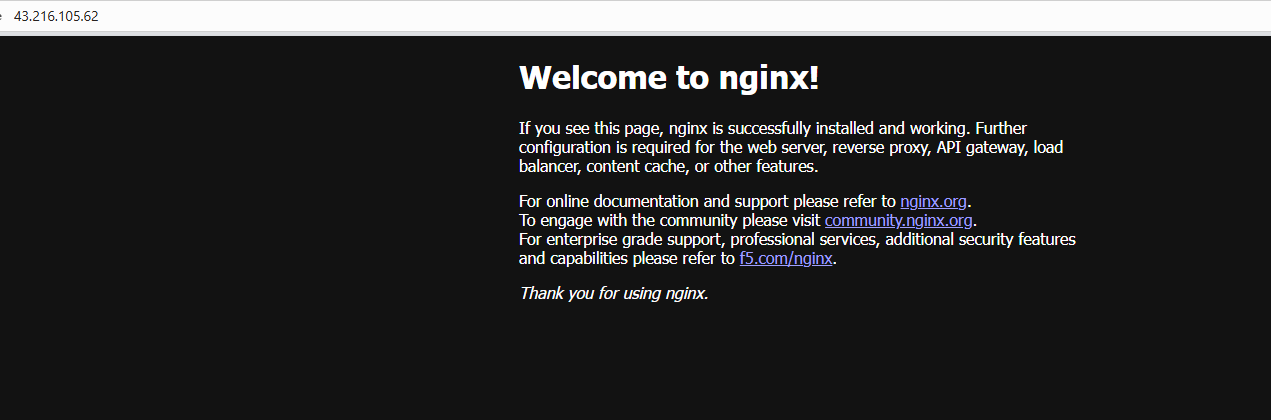 43.216.105.62
Welcome to nginx!
If you see this page, nginx is successfully installed and working. Further
configuration is required for the web server, reverse proxy, API gateway, load
balancer, content cache, or other features.
For online documentation and support please refer to nginx.org.
To engage with the community please visit community.nginx.org.
For enterprise grade support, professional services, additional security features
and capabilities please refer to f5.com/nginx.
Thank you for using nginx.